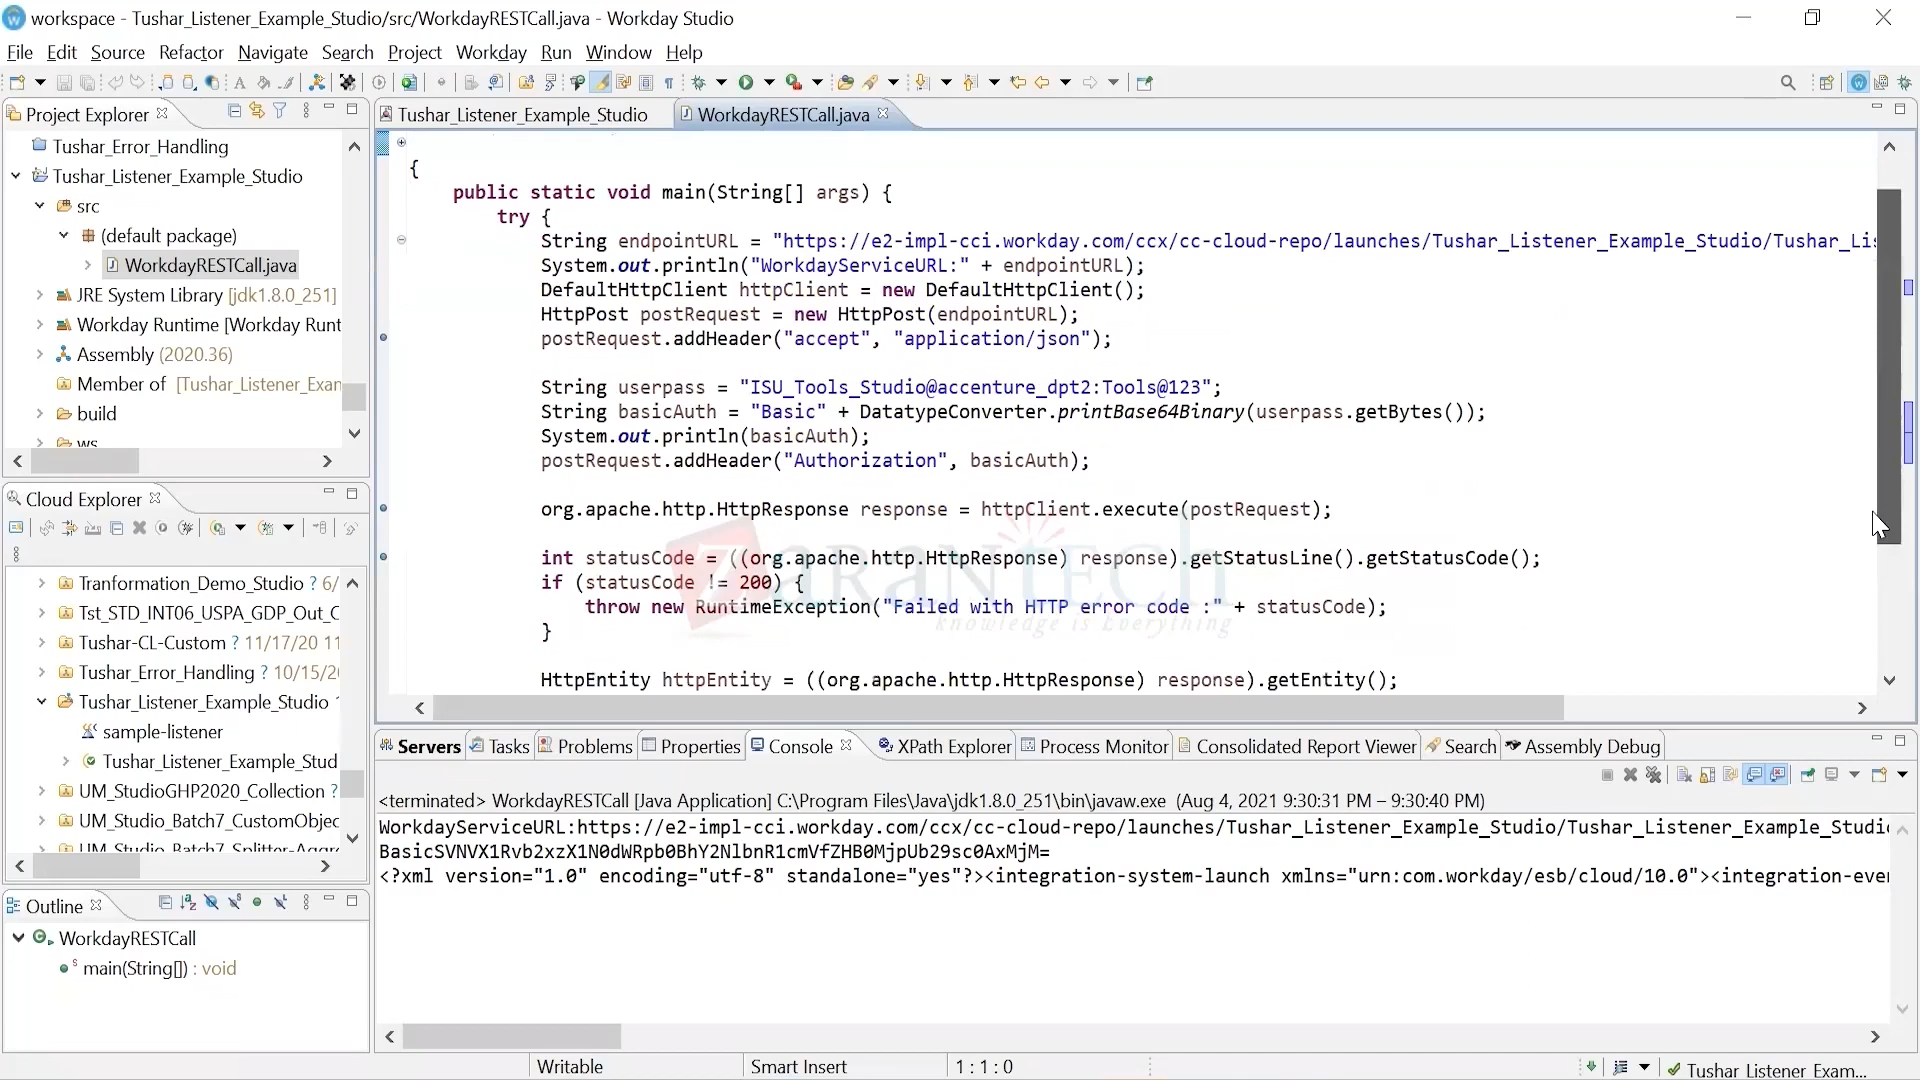 workspace - Tushar_Listener_Example_Studio/src/WorkdayRESTCall.java - Workday Studio
File Edit Source Refactor Navigate Search Project Workday Run Window Help
Project Explorer
Tushar_Listener_Example_Studio
WorkdayRESTCall.java
Tushar_Error_Handling
Tushar_Listener_Example_Studio
src
(default package)
WorkdayRESTCall.java
JRE System Library [jdk1.8.0_251]
Workday Runtime [Workday Runt
Assembly (2020.36)
Member of [Tushar_Listener_Exan
build
ws
{
public static void main(String[] args) {
try {
String endpointURL = "https://e2-impl-cci.workday.com/ccx/cc-cloud-repo/launches/Tushar_Listener_Example_Studio/Tushar_Lis
System.out.println("WorkdayServiceURL:" + endpointURL);
DefaultHttpClient httpClient = new DefaultHttpClient();
HttpPost postRequest = new HttpPost(endpointURL);
postRequest.addHeader("accept", "application/json");
String userpass = "ISU_Tools_Studio@accenture_dpt2:Tools@123";
String basicAuth = "Basic" + DatatypeConverter.printBase64Binary(userpass.getBytes());
System.out.println(basicAuth);
postRequest.addHeader("Authorization", basicAuth);
org.apache.http.HttpResponse response = httpClient.execute(postRequest);
int statusCode = ((org.apache.http.HttpResponse) response).getStatusLine().getStatusCode();
if (statusCode != 200) {
throw new RuntimeException("Failed with HTTP error code :" + statusCode);
}
HttpEntity httpEntity = ((org.apache.http.HttpResponse) response).getEntity();
ZARANTECH
knowledge is everything
Cloud Explorer
Tranformation_Demo_Studio ? 6/
Tst_STD_INT06_USPA_GDP_Out_C
Tushar-CL-Custom ? 11/17/20 11
Tushar_Error_Handling ? 10/15/20
Tushar_Listener_Example_Studio
sample-listener
Tushar_Listener_Example_Stud
UM_StudioGHP2020_Collection ?
UM_Studio_Batch7_CustomObjec
UM_Studio_Batch7_Splitter-Aggre
Servers Tasks Problems Properties Console XPath Explorer Process Monitor Consolidated Report Viewer Search Assembly Debug
<terminated> WorkdayRESTCall [Java Application] C:\Program Files\Java\jdk1.8.0_251\bin\javaw.exe (Aug 4, 2021 9:30:31 PM – 9:30:40 PM)
WorkdayServiceURL:https://e2-impl-cci.workday.com/ccx/cc-cloud-repo/launches/Tushar_Listener_Example_Studio/Tushar_Listener_Example_Studi
BasicSVNVX1Rvb2xzX1N0dWRpb0BhY2NlbnR1cmVfZHB0MjpUb29sc0AxMjM=
<?xml version="1.0" encoding="utf-8" standalone="yes"?><integration-system-launch xmlns="urn:com.workday/esb/cloud/10.0"><integration-eve
Outline
WorkdayRESTCall
main(String[]) : void
Writable
Smart Insert
1 : 1 : 0
Tushar_Listener_Exam...